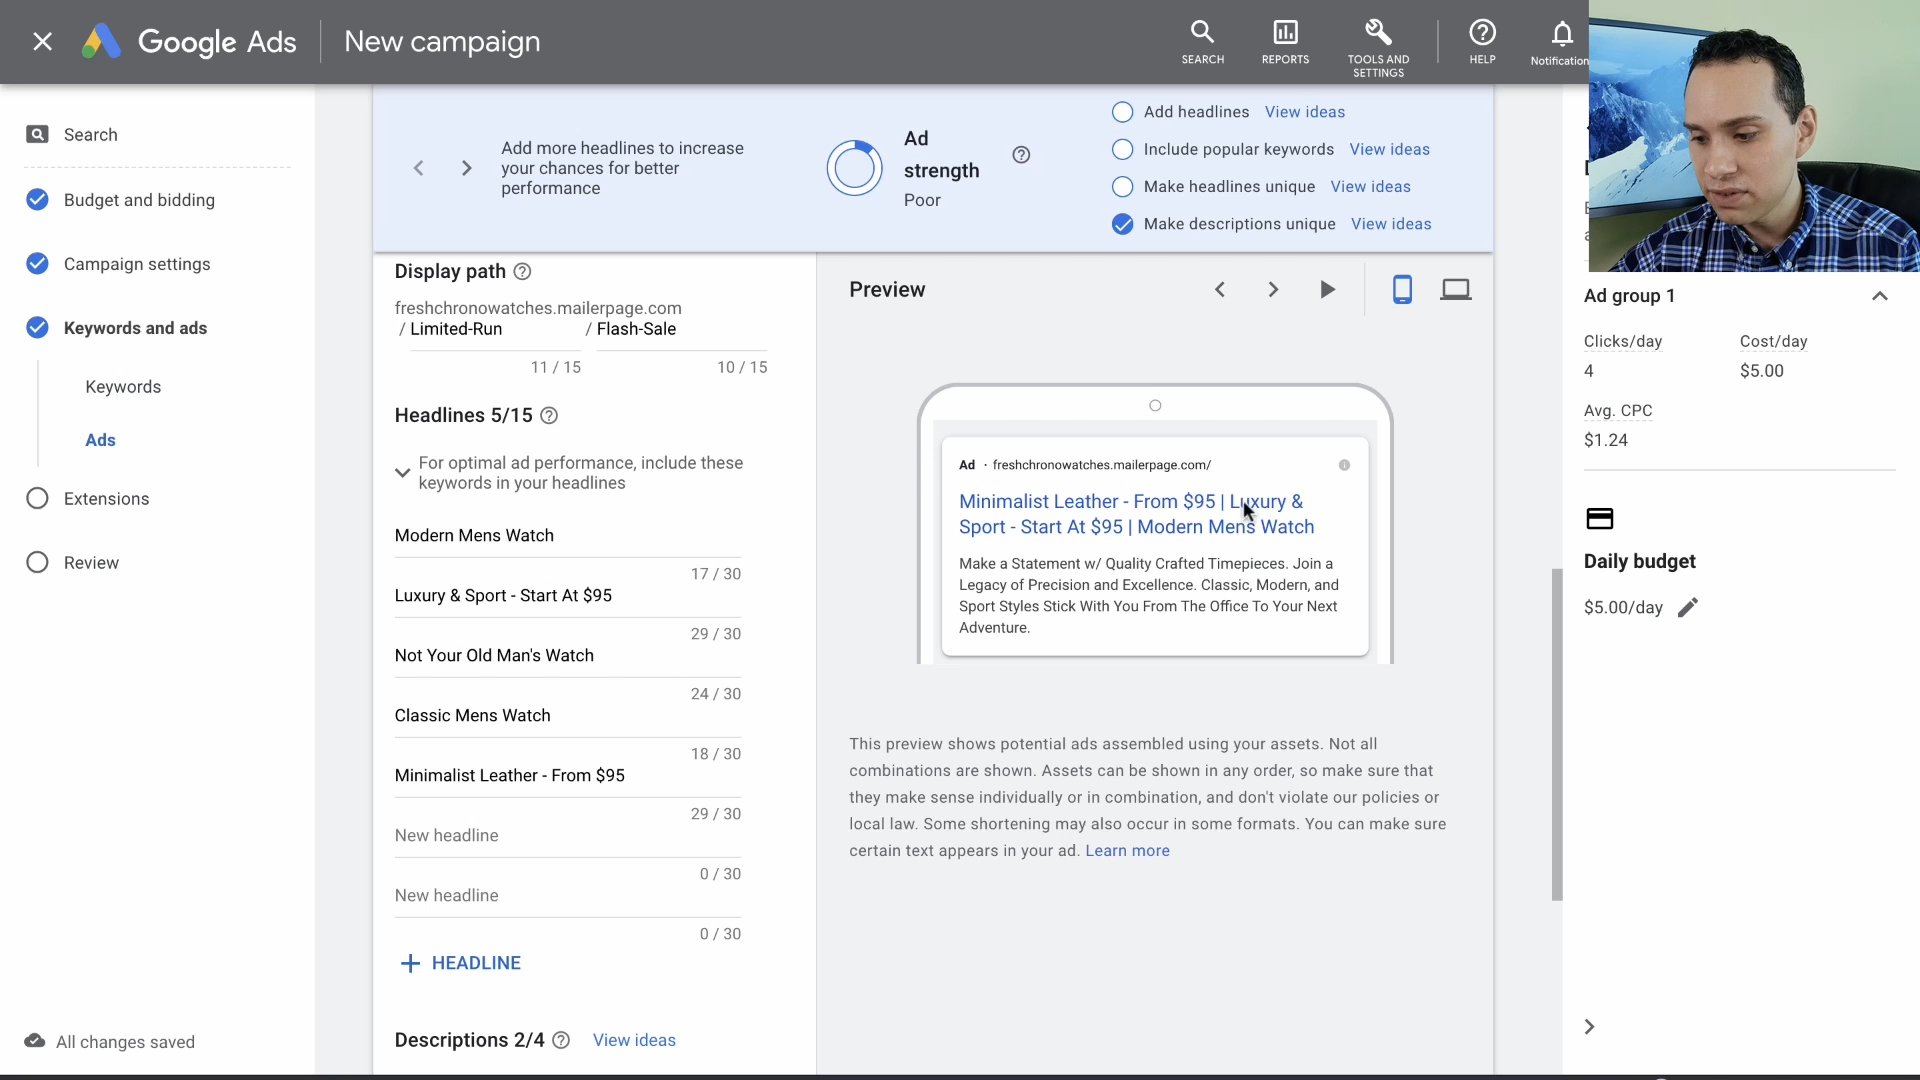 Google Ads
New campaign
SEARCH
REPORTS
TOOLS AND
SETTINGS
HELP
Notification
Search
Budget and bidding
Campaign settings
Keywords and ads
Keywords
Ads
Extensions
Review
All changes saved
Add more headlines to increase
your chances for better
performance
Ad
strength
Poor
Add headlines View ideas
Include popular keywords View ideas
Make headlines unique View ideas
Make descriptions unique View ideas
Display path
freshchronowatches.mailerpage.com
/ Limited-Run / Flash-Sale
11 / 15 10 / 15
Headlines 5/15
For optimal ad performance, include these
keywords in your headlines
Modern Mens Watch
17 / 30
Luxury & Sport - Start At $95
29 / 30
Not Your Old Man's Watch
24 / 30
Classic Mens Watch
18 / 30
Minimalist Leather - From $95
29 / 30
New headline
0 / 30
New headline
0 / 30
+ HEADLINE
Descriptions 2/4 View ideas
Preview
Ad · freshchronowatches.mailerpage.com/
Minimalist Leather - From $95 | Luxury &
Sport - Start At $95 | Modern Mens Watch
Make a Statement w/ Quality Crafted Timepieces. Join a
Legacy of Precision and Excellence. Classic, Modern, and
Sport Styles Stick With You From The Office To Your Next
Adventure.
This preview shows potential ads assembled using your assets. Not all
combinations are shown. Assets can be shown in any order, so make sure that
they make sense individually or in combination, and don't violate our policies or
local law. Some shortening may also occur in some formats. You can make sure
certain text appears in your ad. Learn more
Ad group 1
Clicks/day Cost/day
4 $5.00
Avg. CPC
$1.24
Daily budget
$5.00/day